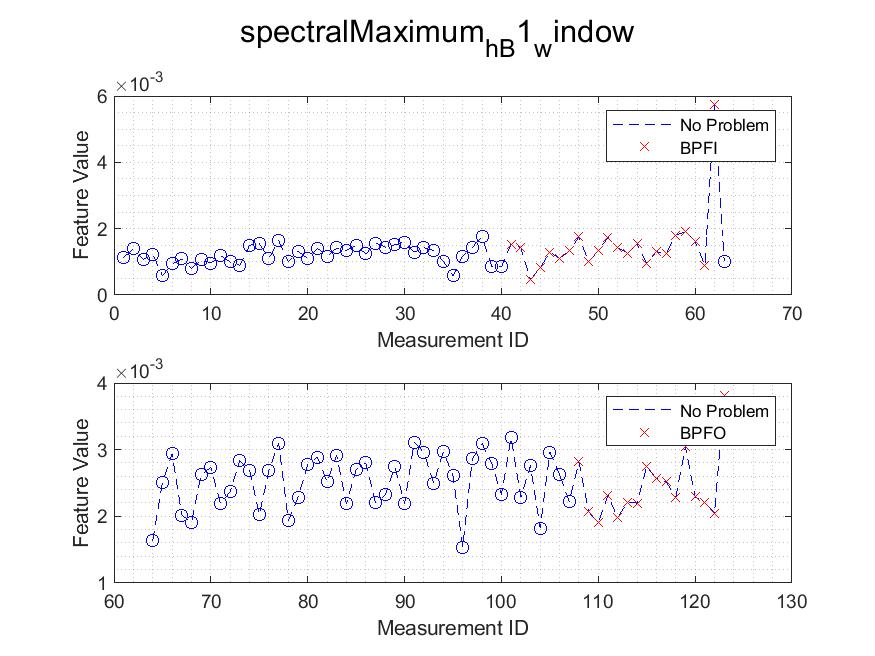 spectralMaximum_hB1_window
×10^-3
6
4
2
0
Feature Value
No Problem
BPFI
0 10 20 30 40 50 60 70
Measurement ID
×10^-3
4
3
2
1
Feature Value
No Problem
BPFO
60 70 80 90 100 110 120 130
Measurement ID